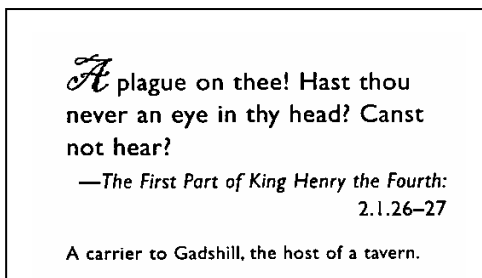 A plague on thee! Hast thou
never an eye in thy head? Canst
not hear?
—The First Part of King Henry the Fourth:
2.1.26–27
A carrier to Gadshill, the host of a tavern.